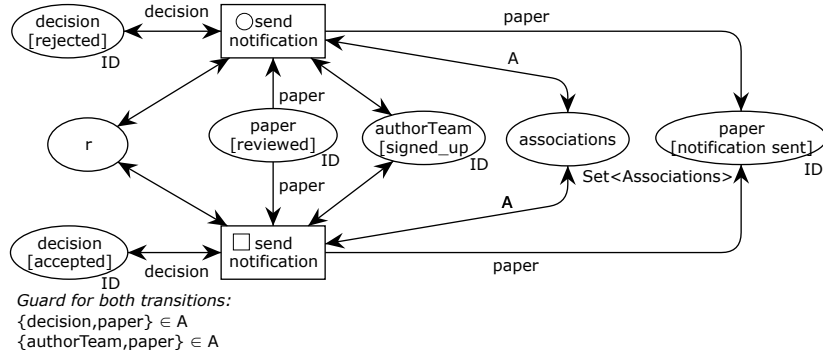 decision
[rejected]
ID
decision
send
notification
paper
A
r
paper
paper
[reviewed]
ID
paper
authorTeam
[signed_up
ID
associations
Set<Associations>
paper
[notification sent]
ID
A
decision
[accepted]
ID
decision
send
notification
paper
Guard for both transitions:
{decision,paper} ∈ A
{authorTeam,paper} ∈ A